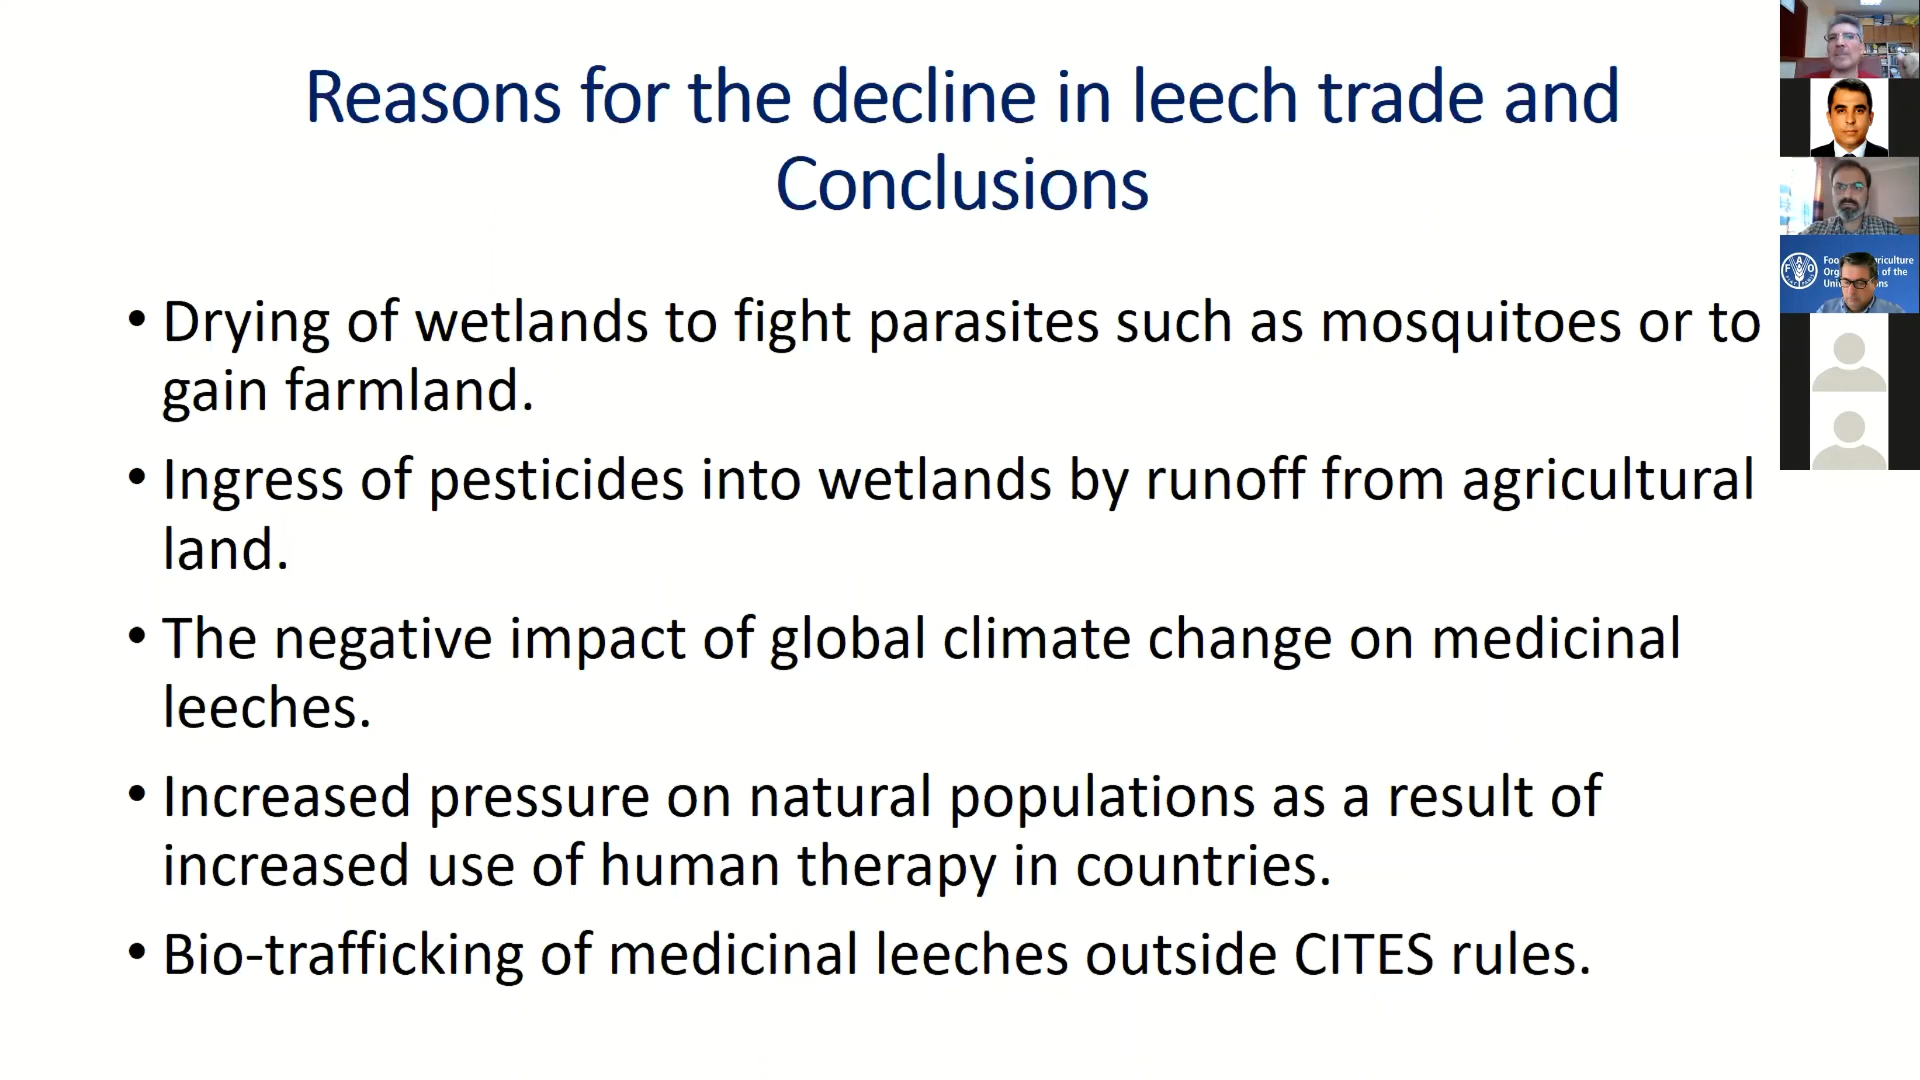 Reasons for the decline in leech trade and
Conclusions
• Drying of wetlands to fight parasites such as mosquitoes or to
gain farmland.
• Ingress of pesticides into wetlands by runoff from agricultural
land.
• The negative impact of global climate change on medicinal
leeches.
• Increased pressure on natural populations as a result of
increased use of human therapy in countries.
• Bio-trafficking of medicinal leeches outside CITES rules.
FAO
of the